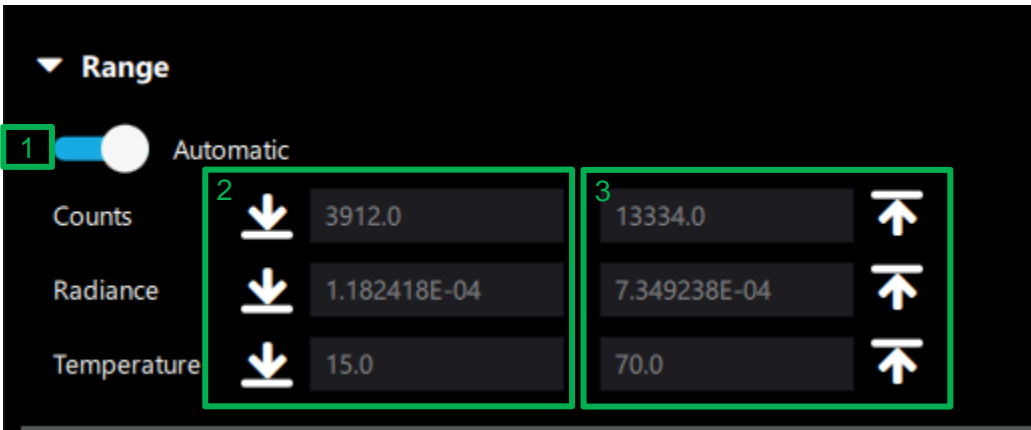 Range
1
Automatic
2
3
Counts 3912.0 13334.0
Radiance 1.182418E-04 7.349238E-04
Temperature 15.0 70.0